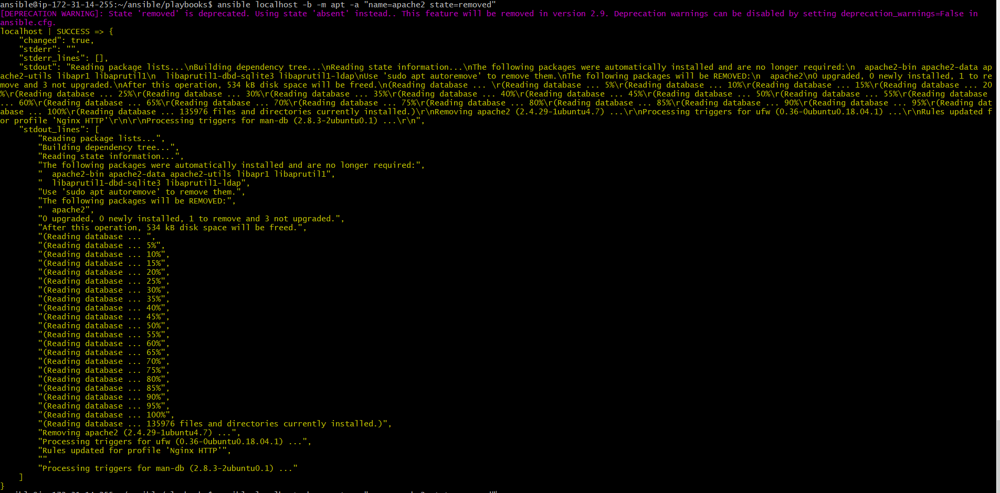 ansible@ip-172-31-14-255:~/ansible/playbooks$ ansible localhost -b -m apt -a "name=apache2 state=removed"
[DEPRECATION WARNING]: State 'removed' is deprecated. Using state 'absent' instead.. This feature will be removed in version 2.9. Deprecation warnings can be disabled by setting deprecation_warnings=False in
ansible.cfg.
localhost | SUCCESS => {
    "changed": true,
    "stderr": "",
    "stderr_lines": [],
    "stdout": "Reading package lists...\nBuilding dependency tree...\nReading state information...\nThe following packages were automatically installed and are no longer required:\n  apache2-bin apache2-data ap
ache2-utils libapr1 libaprutil1\n  libaprutil1-dbd-sqlite3 libaprutil1-ldap\nUse 'sudo apt autoremove' to remove them.\nThe following packages will be REMOVED:\n  apache2\n0 upgraded, 0 newly installed, 1 to re
move and 3 not upgraded.\nAfter this operation, 534 kB disk space will be freed.\n(Reading database ... \r(Reading database ... 5%\r(Reading database ... 10%\r(Reading database ... 15%\r(Reading database ... 20
%\r(Reading database ... 25%\r(Reading database ... 30%\r(Reading database ... 35%\r(Reading database ... 40%\r(Reading database ... 45%\r(Reading database ... 50%\r(Reading database ... 55%\r(Reading database 
... 60%\r(Reading database ... 65%\r(Reading database ... 70%\r(Reading database ... 75%\r(Reading database ... 80%\r(Reading database ... 85%\r(Reading database ... 90%\r(Reading database ... 95%\r(Reading dat
abase ... 100%\r(Reading database ... 135976 files and directories currently installed.)\r\nRemoving apache2 (2.4.29-1ubuntu4.7) ...\r\nProcessing triggers for ufw (0.36-0ubuntu0.18.04.1) ...\r\nRules updated f
or profile 'Nginx HTTP'\r\n\r\nProcessing triggers for man-db (2.8.3-2ubuntu0.1) ...\r\n",
    "stdout_lines": [
        "Reading package lists...",
        "Building dependency tree...",
        "Reading state information...",
        "The following packages were automatically installed and are no longer required:",
        "  apache2-bin apache2-data apache2-utils libapr1 libaprutil1",
        "  libaprutil1-dbd-sqlite3 libaprutil1-ldap",
        "Use 'sudo apt autoremove' to remove them.",
        "The following packages will be REMOVED:",
        "  apache2",
        "0 upgraded, 0 newly installed, 1 to remove and 3 not upgraded.",
        "After this operation, 534 kB disk space will be freed.",
        "(Reading database ... ",
        "(Reading database ... 5%",
        "(Reading database ... 10%",
        "(Reading database ... 15%",
        "(Reading database ... 20%",
        "(Reading database ... 25%",
        "(Reading database ... 30%",
        "(Reading database ... 35%",
        "(Reading database ... 40%",
        "(Reading database ... 45%",
        "(Reading database ... 50%",
        "(Reading database ... 55%",
        "(Reading database ... 60%",
        "(Reading database ... 65%",
        "(Reading database ... 70%",
        "(Reading database ... 75%",
        "(Reading database ... 80%",
        "(Reading database ... 85%",
        "(Reading database ... 90%",
        "(Reading database ... 95%",
        "(Reading database ... 100%",
        "(Reading database ... 135976 files and directories currently installed.)",
        "Removing apache2 (2.4.29-1ubuntu4.7) ...",
        "Processing triggers for ufw (0.36-0ubuntu0.18.04.1) ...",
        "Rules updated for profile 'Nginx HTTP'",
        "",
        "Processing triggers for man-db (2.8.3-2ubuntu0.1) ..."
    ]
}